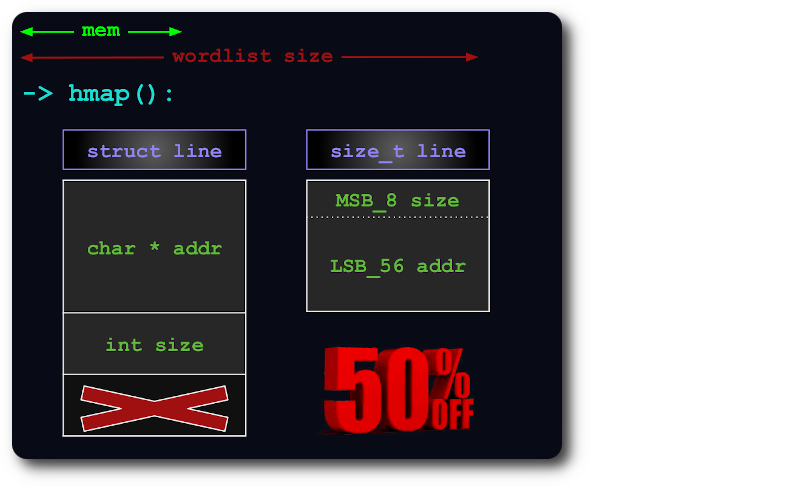 mem
wordlist size
-> hmap():
struct line
size_t line
char * addr
int size
MSB_8 size
LSB_56 addr
50% OFF